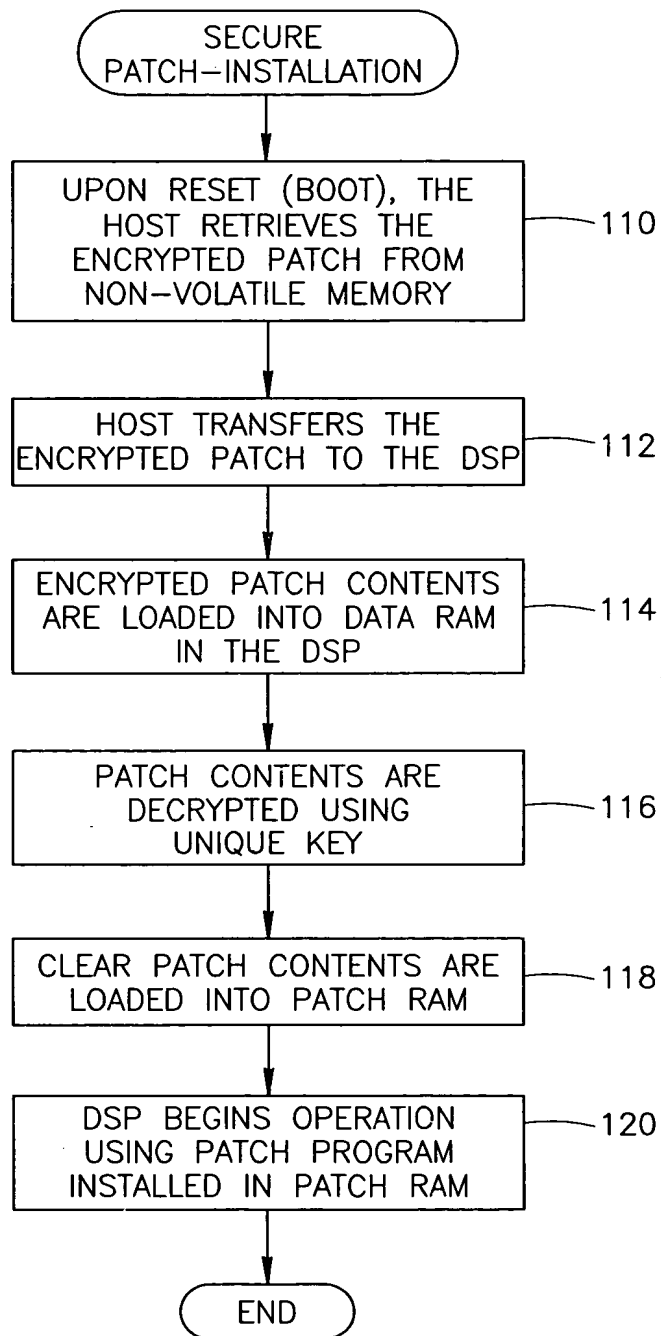 SECURE
PATCH-INSTALLATION
UPON RESET (BOOT), THE
HOST RETRIEVES THE
ENCRYPTED PATCH FROM
NON-VOLATILE MEMORY
110
HOST TRANSFERS THE
ENCRYPTED PATCH TO THE DSP
112
ENCRYPTED PATCH CONTENTS
ARE LOADED INTO DATA RAM
IN THE DSP
114
PATCH CONTENTS ARE
DECRYPTED USING
UNIQUE KEY
116
CLEAR PATCH CONTENTS ARE
LOADED INTO PATCH RAM
118
DSP BEGINS OPERATION
USING PATCH PROGRAM
INSTALLED IN PATCH RAM
120
END